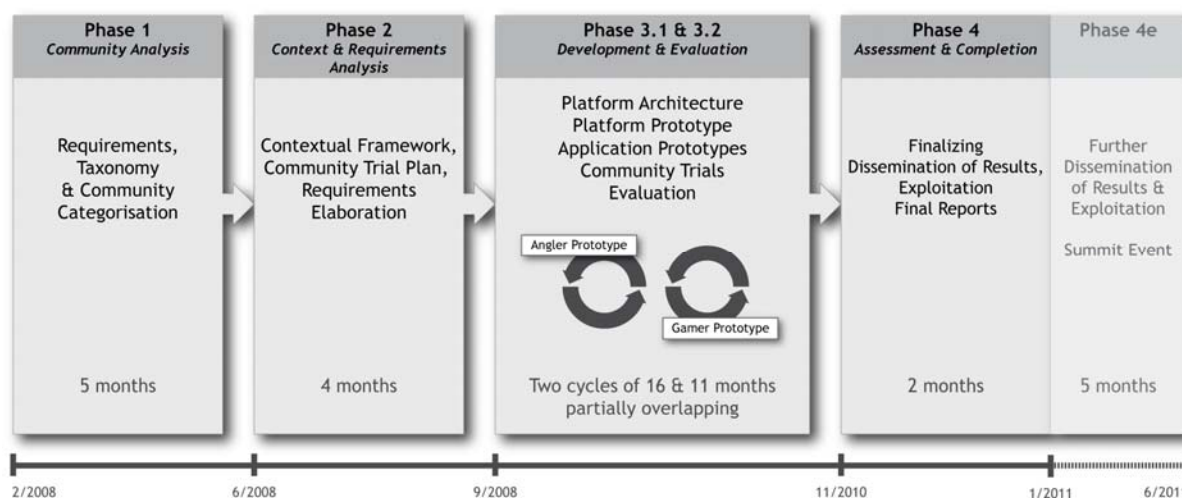 Phase 1
Community Analysis
Requirements,
Taxonomy
& Community
Categorisation
5 months
Phase 2
Context & Requirements
Analysis
Contextual Framework,
Community Trial Plan,
Requirements
Elaboration
4 months
Phase 3.1 & 3.2
Development & Evaluation
Platform Architecture
Platform Prototype
Application Prototypes
Community Trials
Evaluation
Angler Prototype
Gamer Prototype
Two cycles of 16 & 11 months
partially overlapping
Phase 4
Assessment & Completion
Finalizing
Dissemination of Results,
Exploitation
Final Reports
2 months
Phase 4e
Further
Dissemination
of Results &
Exploitation
Summit Event
5 months
2/2008
6/2008
9/2008
11/2010
1/2011